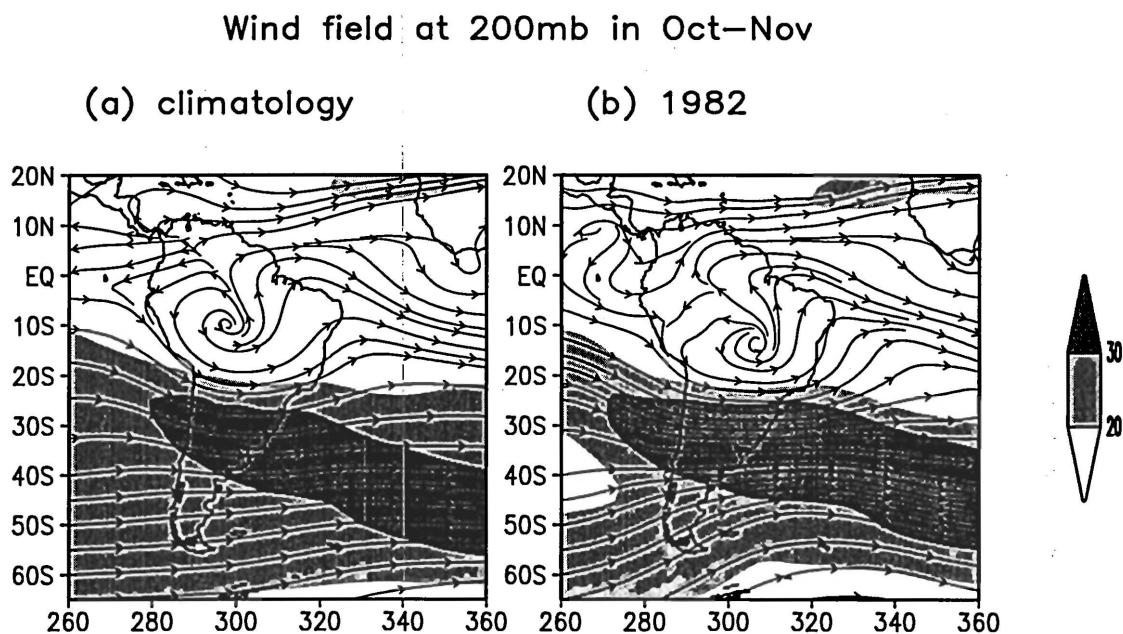 Wind field at 200mb in Oct–Nov
(a) climatology
(b) 1982
20N
10N
EQ
10S
20S
30S
40S
50S
60S
260 280 300 320 340 360
20N
10N
EQ
10S
20S
30S
40S
50S
60S
260 280 300 320 340 360
30
20